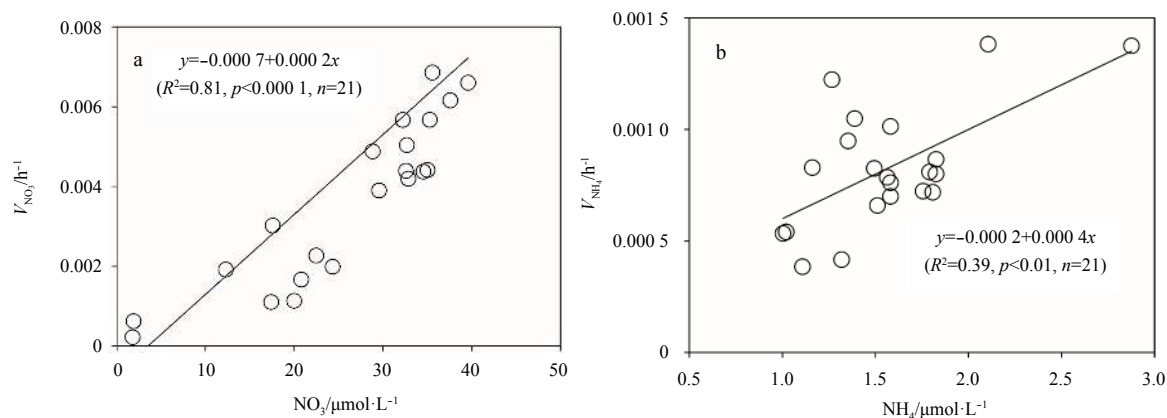 0.008
0.006
0.004
0.002
0
a
y=−0.000 7+0.000 2x
(R²=0.81, p<0.000 1, n=21)
V_NO₃/h⁻¹
0 10 20 30 40 50
NO₃/μmol·L⁻¹
0.001 5
0.001 0
0.000 5
0
b
V_NH₄/h⁻¹
y=−0.000 2+0.000 4x
(R²=0.39, p<0.01, n=21)
0.5 1.0 1.5 2.0 2.5 3.0
NH₄/μmol·L⁻¹